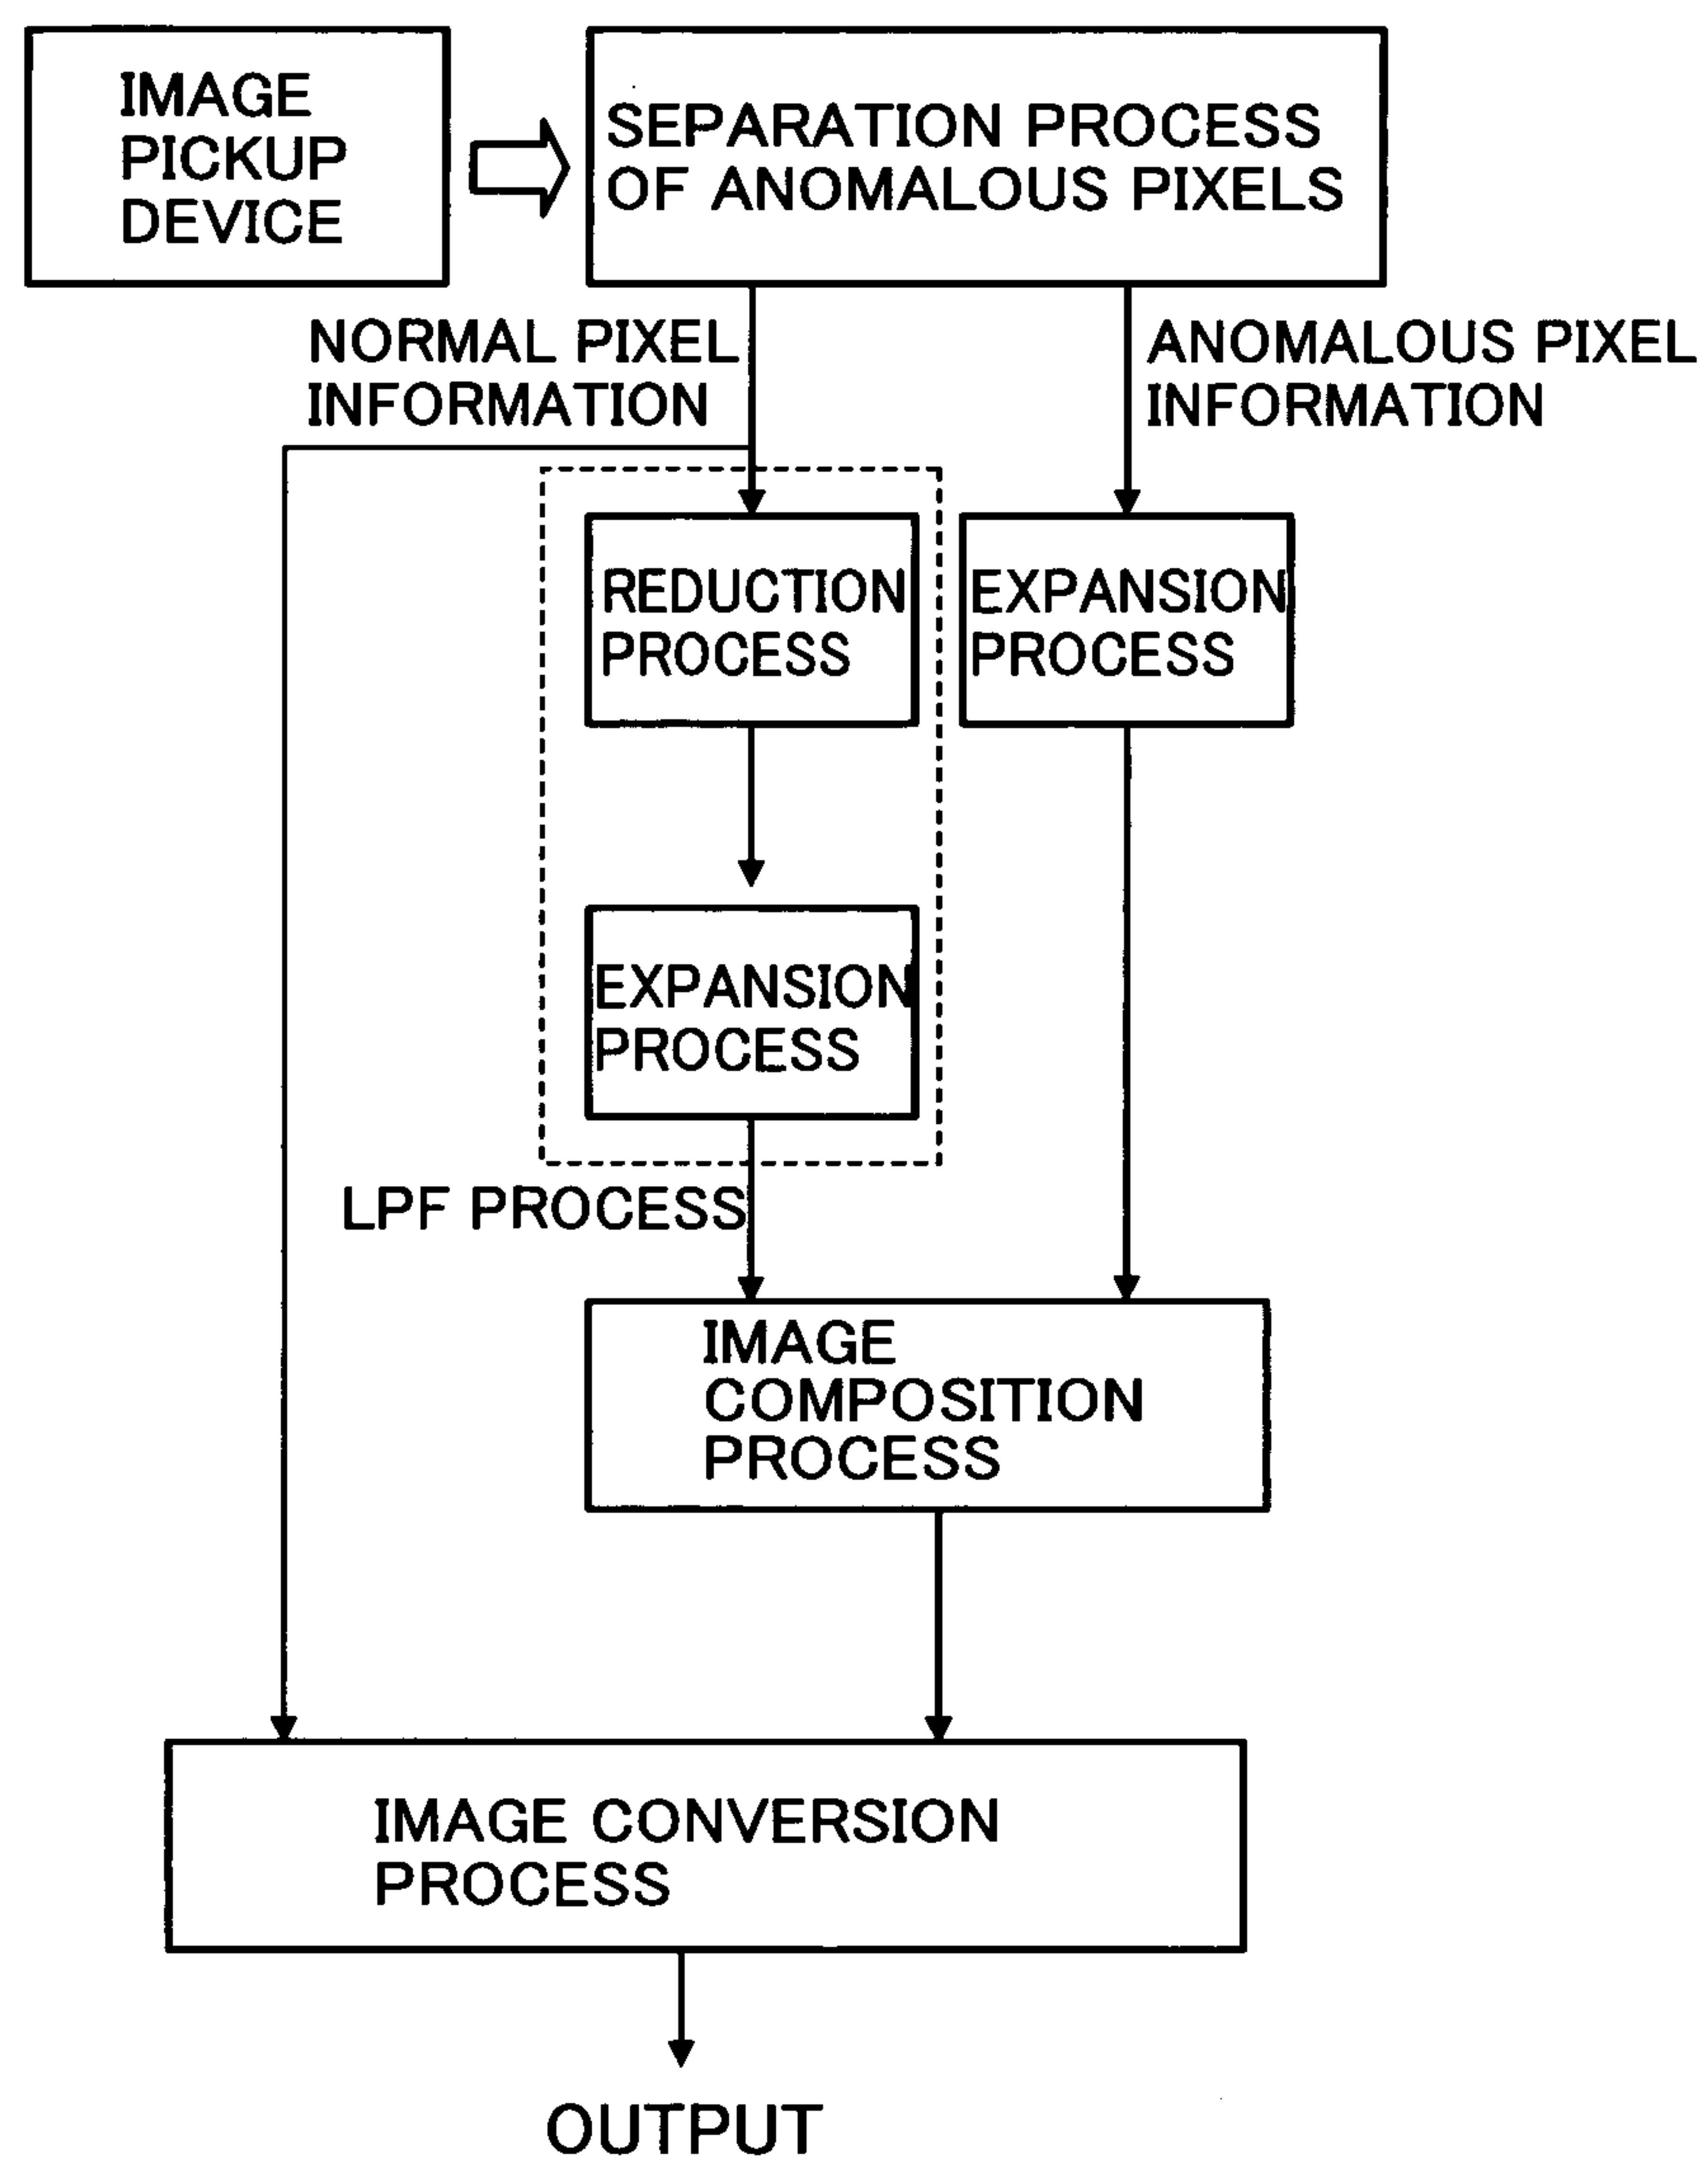 IMAGE
PICKUP
DEVICE
SEPARATION PROCESS
OF ANOMALOUS PIXELS
NORMAL PIXEL
INFORMATION
ANOMALOUS PIXEL
INFORMATION
REDUCTION
PROCESS
EXPANSION
PROCESS
EXPANSION
PROCESS
LPF PROCESS
IMAGE
COMPOSITION
PROCESS
IMAGE CONVERSION
PROCESS
OUTPUT